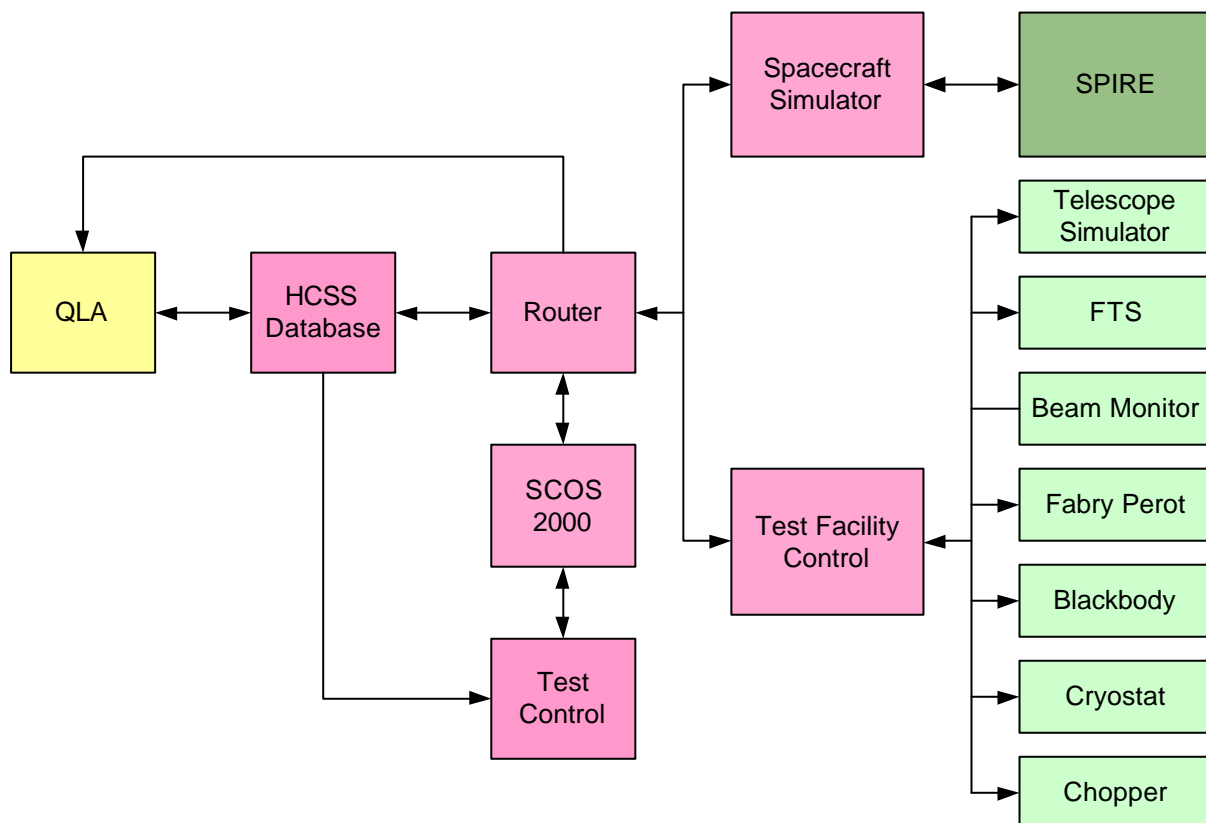 Spacecraft
Simulator
SPIRE
Telescope
Simulator
QLA
HCSS
Database
Router
FTS
Beam Monitor
SCOS
2000
Test Facility
Control
Fabry Perot
Blackbody
Test
Control
Cryostat
Chopper